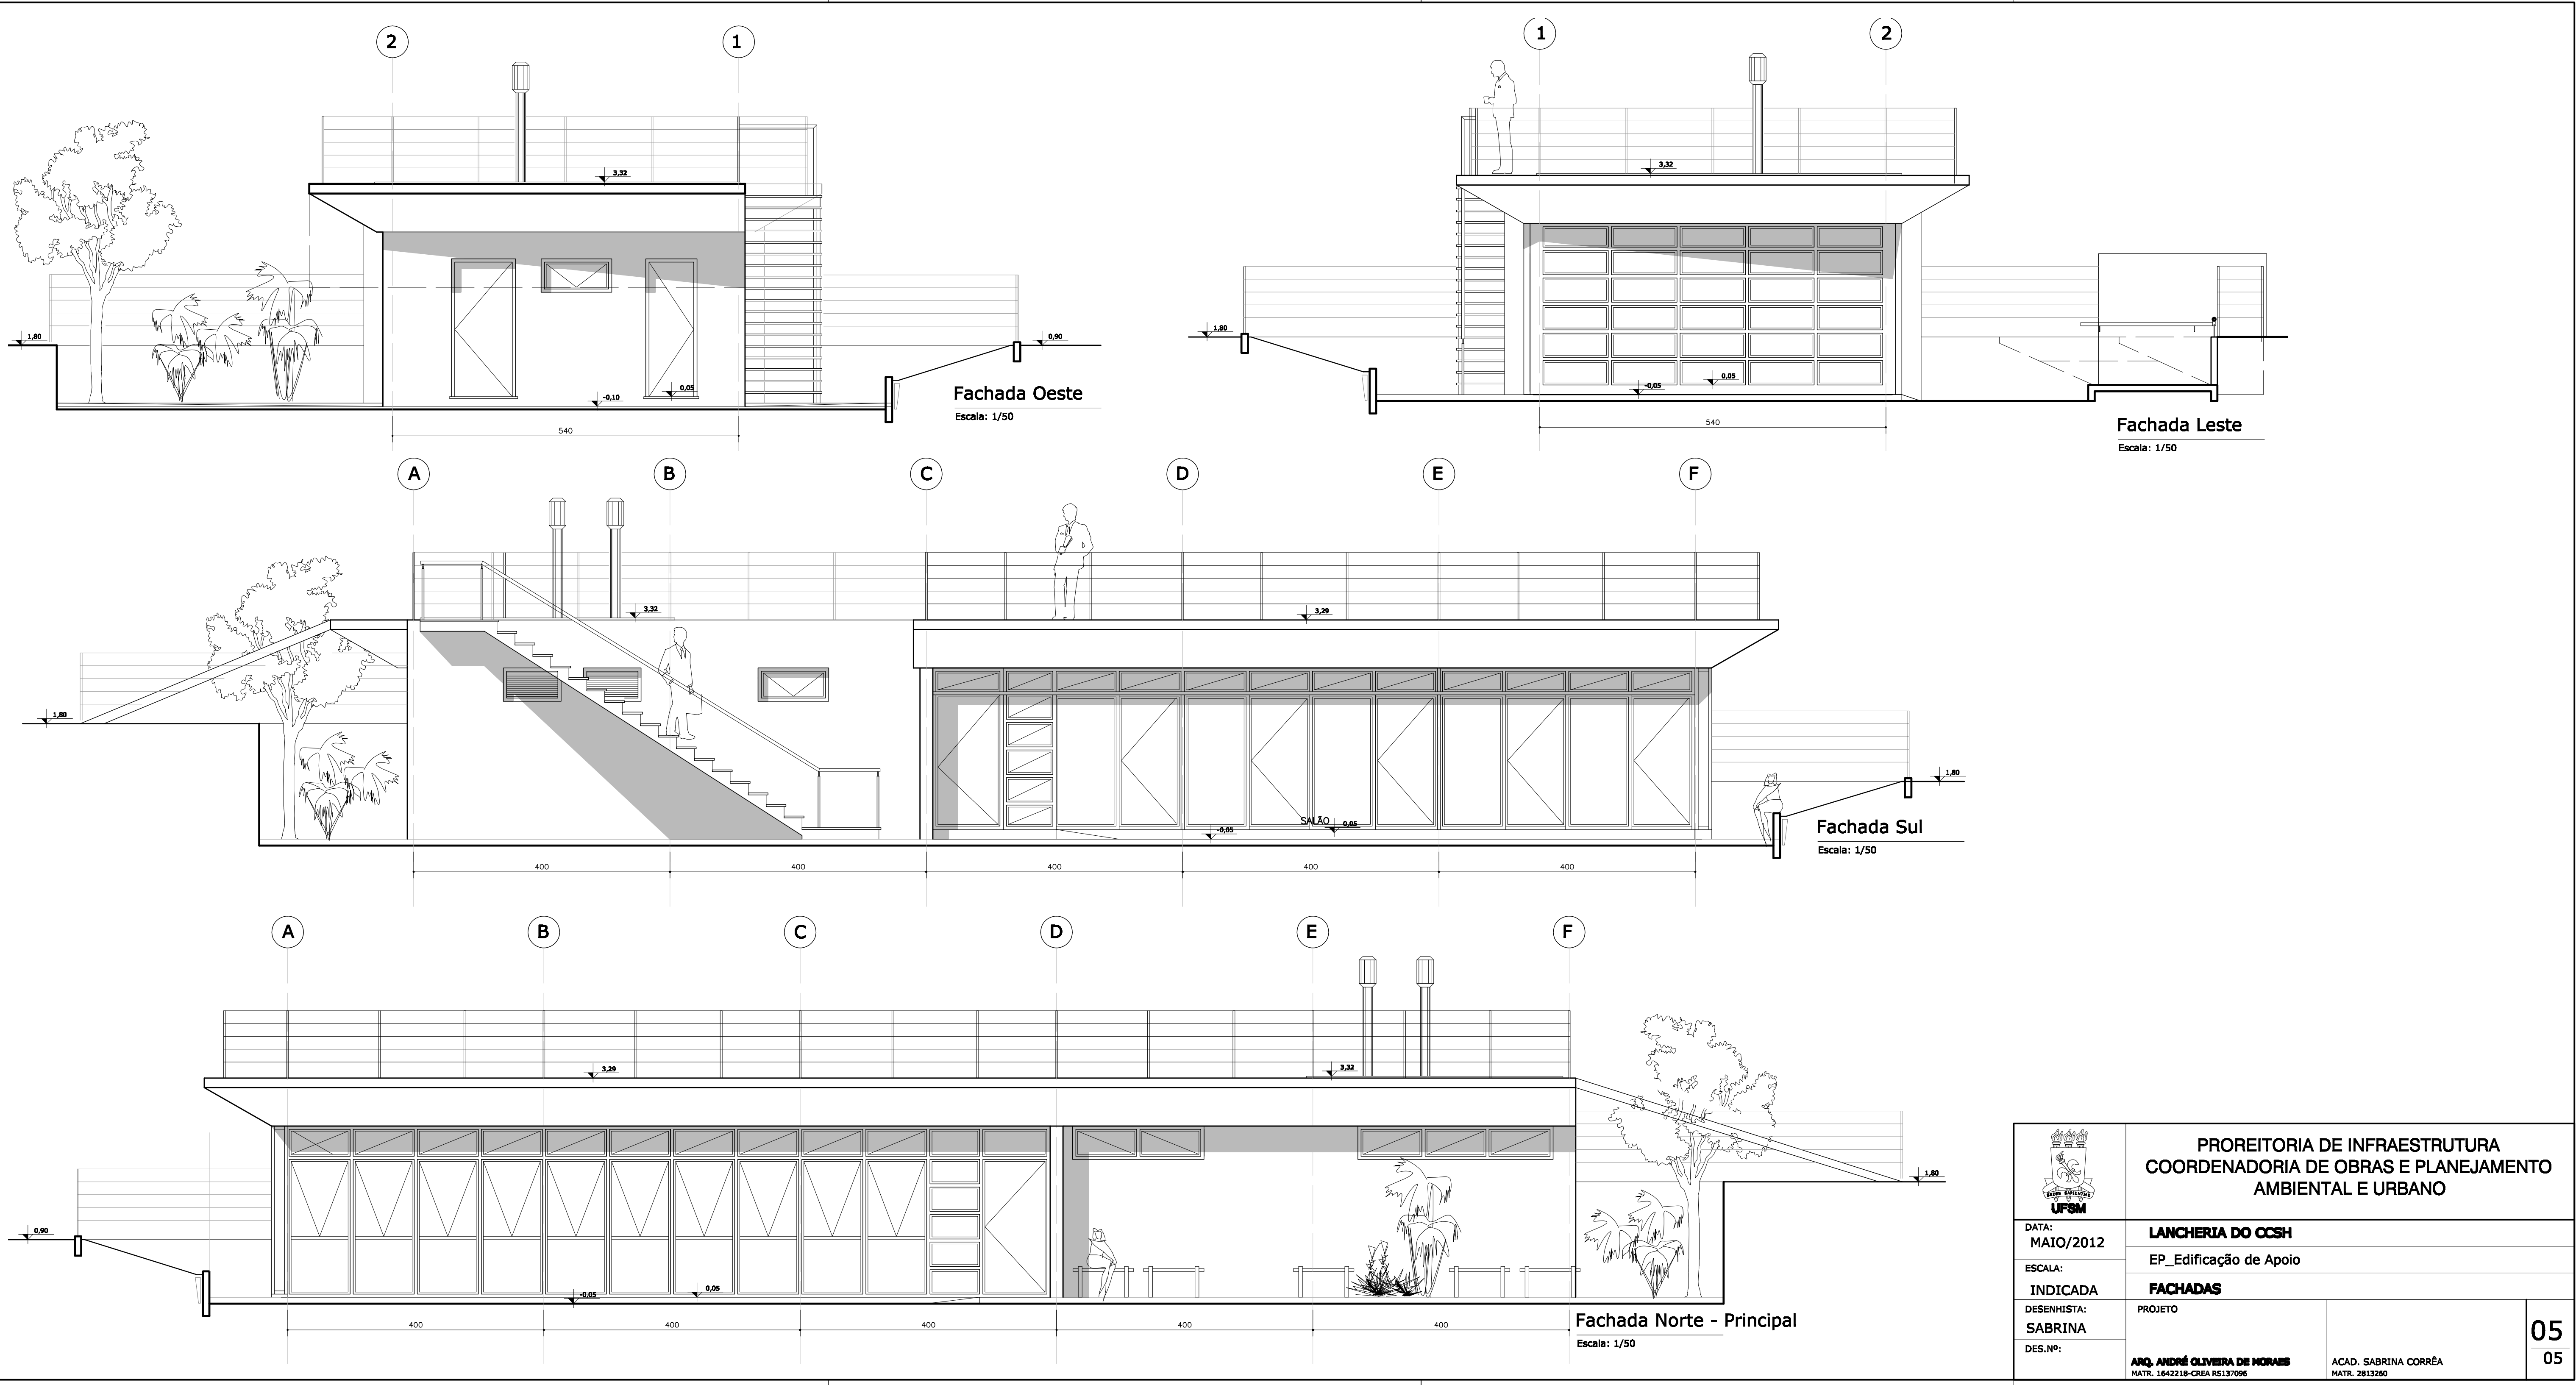 2
1
3,32
1,80
0,90
0,05
-0,10
540
Fachada Oeste
Escala: 1/50
1
2
3,32
1,80
0,05
-0,05
540
Fachada Leste
Escala: 1/50
A
B
C
D
E
F
3,32
3,29
1,80
1,80
SALÃO
0,05
-0,05
400
400
400
400
400
Fachada Sul
Escala: 1/50
A
B
C
D
E
F
3,29
3,32
1,80
0,90
0,05
-0,05
400
400
400
400
400
Fachada Norte - Principal
Escala: 1/50
SEDES SAPIENTIAE
UFSM
PROREITORIA DE INFRAESTRUTURA
COORDENADORIA DE OBRAS E PLANEJAMENTO
AMBIENTAL E URBANO
DATA:
MAIO/2012
LANCHERIA DO CCSH
EP_Edificação de Apoio
ESCALA:
INDICADA
FACHADAS
DESENHISTA:
SABRINA
PROJETO
DES.Nº:
ARQ. ANDRÉ OLIVEIRA DE MORAES
MATR. 1642218-CREA RS137096
ACAD. SABRINA CORRÊA
MATR. 2813260
05
05